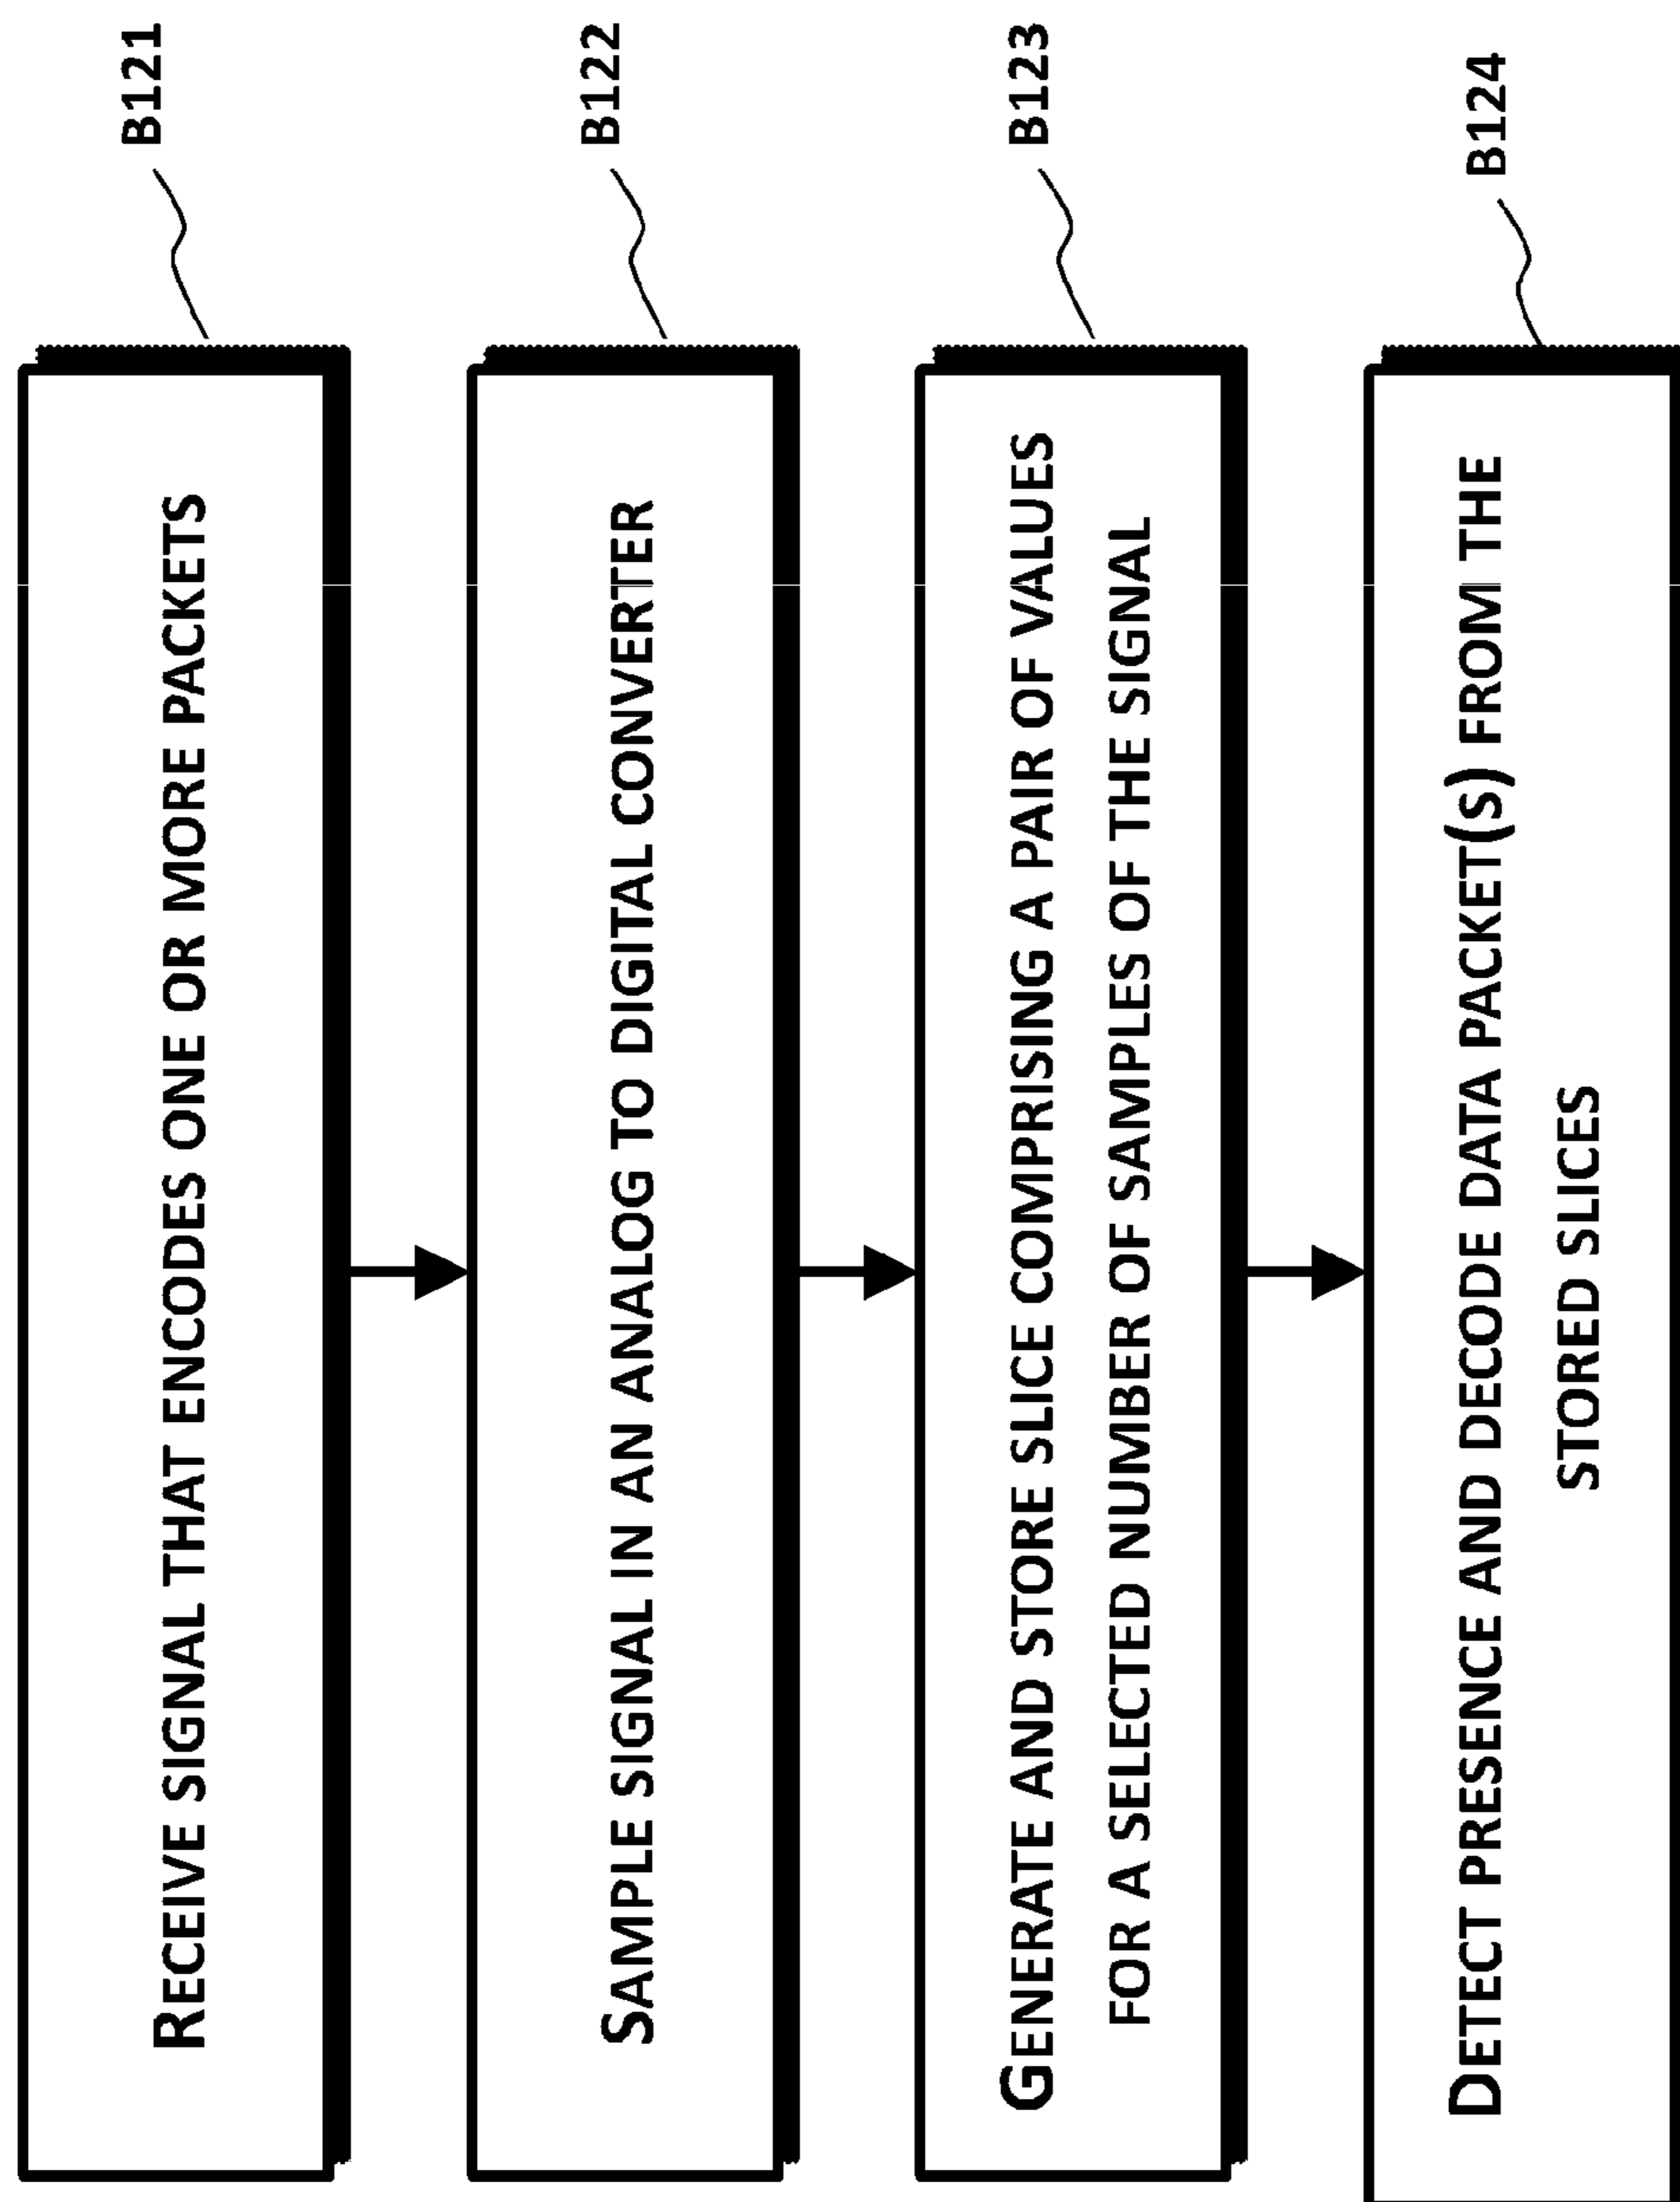 RECEIVE SIGNAL THAT ENCODES ONE OR MORE PACKETS
B121
SAMPLE SIGNAL IN AN ANALOG TO DIGITAL CONVERTER
B122
GENERATE AND STORE SLICE COMPRISING A PAIR OF VALUES
FOR A SELECTED NUMBER OF SAMPLES OF THE SIGNAL
B123
DETECT PRESENCE AND DECODE DATA PACKET(S) FROM THE
STORED SLICES
B124